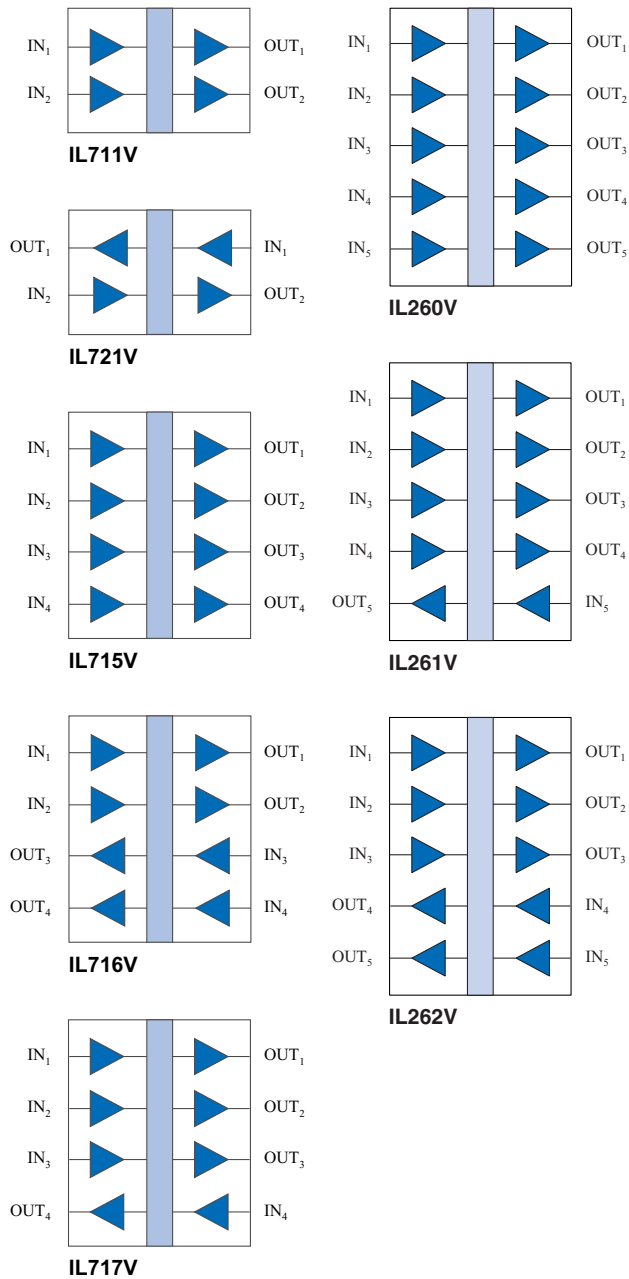 IN₁ OUT₁
IN₂ OUT₂
IL711V
OUT₁ IN₁
IN₂ OUT₂
IL721V
IN₁ OUT₁
IN₂ OUT₂
IN₃ OUT₃
IN₄ OUT₄
IL715V
IN₁ OUT₁
IN₂ OUT₂
OUT₃ IN₃
OUT₄ IN₄
IL716V
IN₁ OUT₁
IN₂ OUT₂
IN₃ OUT₃
OUT₄ IN₄
IL717V
IN₁ OUT₁
IN₂ OUT₂
IN₃ OUT₃
IN₄ OUT₄
IN₅ OUT₅
IL260V
IN₁ OUT₁
IN₂ OUT₂
IN₃ OUT₃
IN₄ OUT₄
OUT₅ IN₅
IL261V
IN₁ OUT₁
IN₂ OUT₂
IN₃ OUT₃
OUT₄ IN₄
OUT₅ IN₅
IL262V